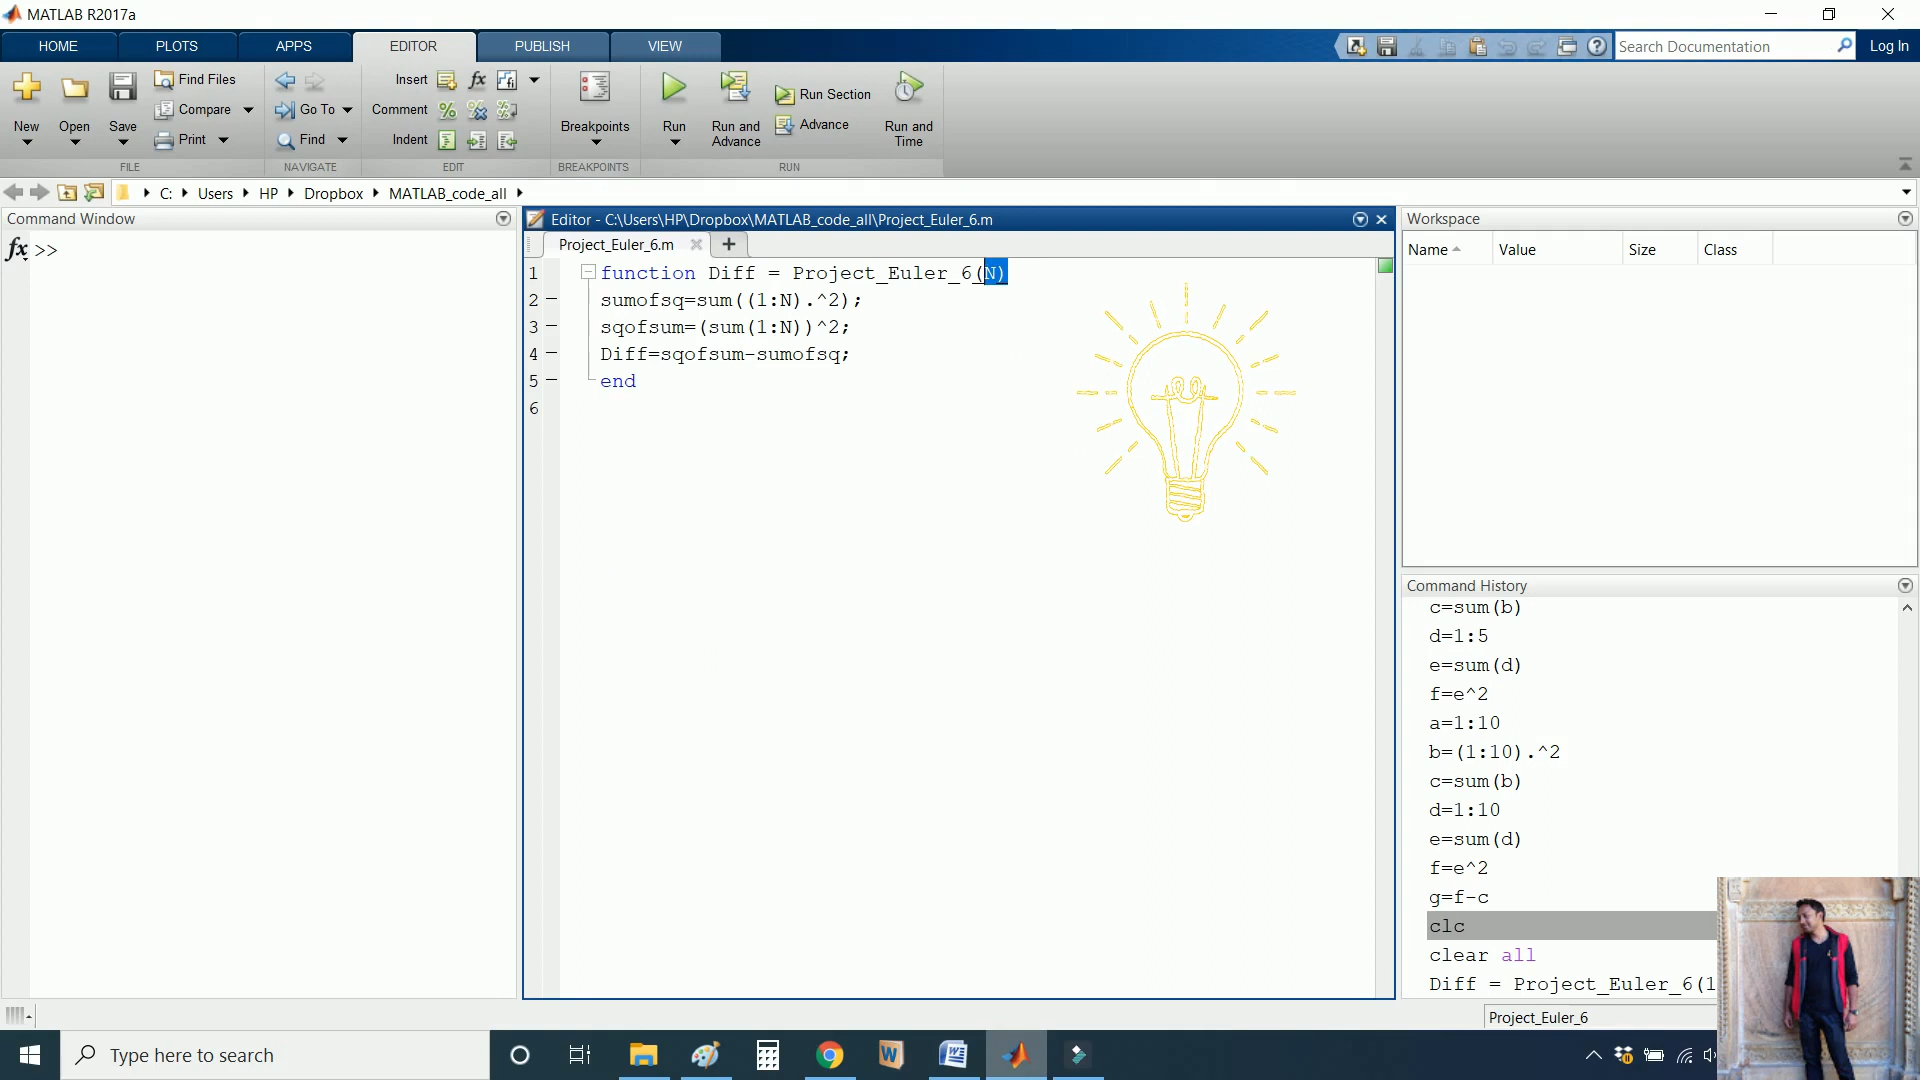 MATLAB R2017a
HOME PLOTS APPS EDITOR PUBLISH VIEW
Search Documentation Log In
New Open Save Find Files Compare Print
Go To Find
Insert Comment Indent
fx
Breakpoints
Run Run and Advance Run Section Advance Run and Time
FILE NAVIGATE EDIT BREAKPOINTS RUN
C: Users HP Dropbox MATLAB_code_all
Command Window
fx >>
Editor - C:\Users\HP\Dropbox\MATLAB_code_all\Project_Euler_6.m
Project_Euler_6.m
1 function Diff = Project_Euler_6(N)
2 sumofsq=sum((1:N).^2);
3 sqofsum=(sum(1:N))^2;
4 Diff=sqofsum-sumofsq;
5 end
6
Workspace
Name Value Size Class
Command History
c=sum(b)
d=1:5
e=sum(d)
f=e^2
a=1:10
b=(1:10).^2
c=sum(b)
d=1:10
e=sum(d)
f=e^2
g=f-c
clc
clear all
Diff = Project_Euler_6(1
Project_Euler_6
Type here to search